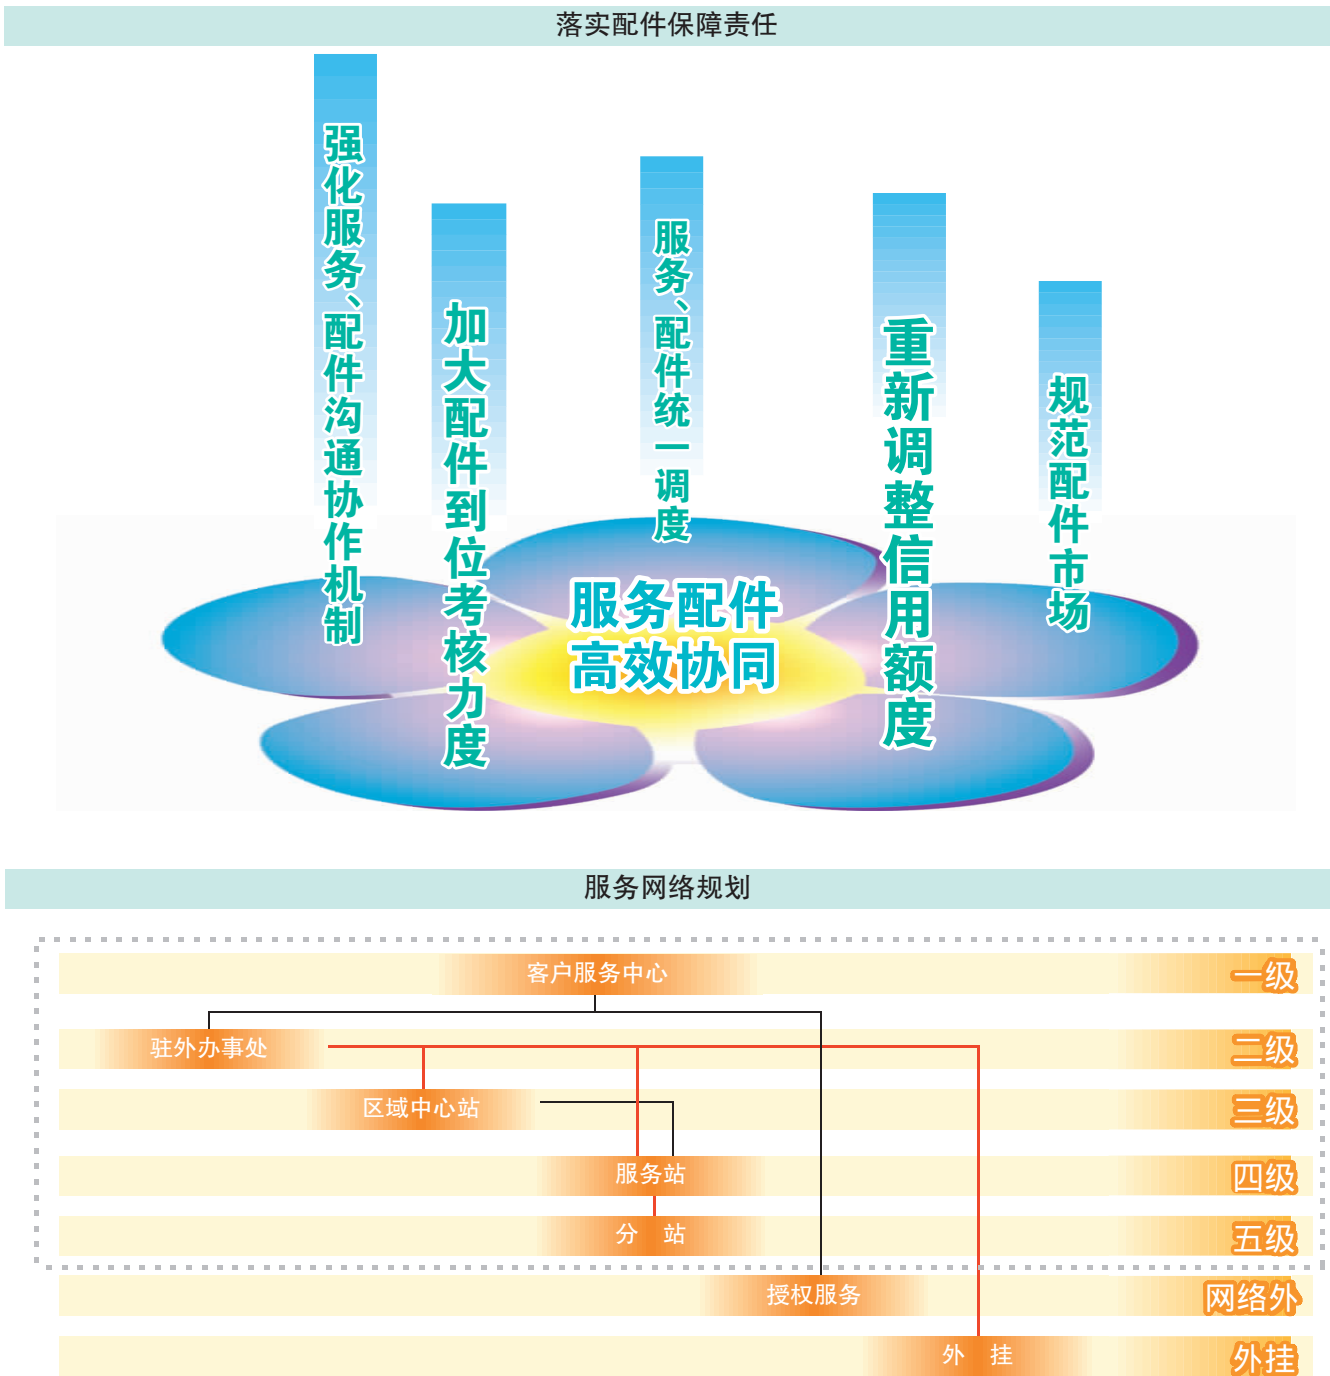 落实配件保障责任
强化服务、配件沟通协作机制
加大配件到位考核力度
服务、配件统一调度
重新调整信用额度
规范配件市场
服务配件
高效协同
服务网络规划
客户服务中心
一级
驻外办事处
二级
区域中心站
三级
服务站
四级
分 站
五级
授权服务
网络外
外 挂
外挂